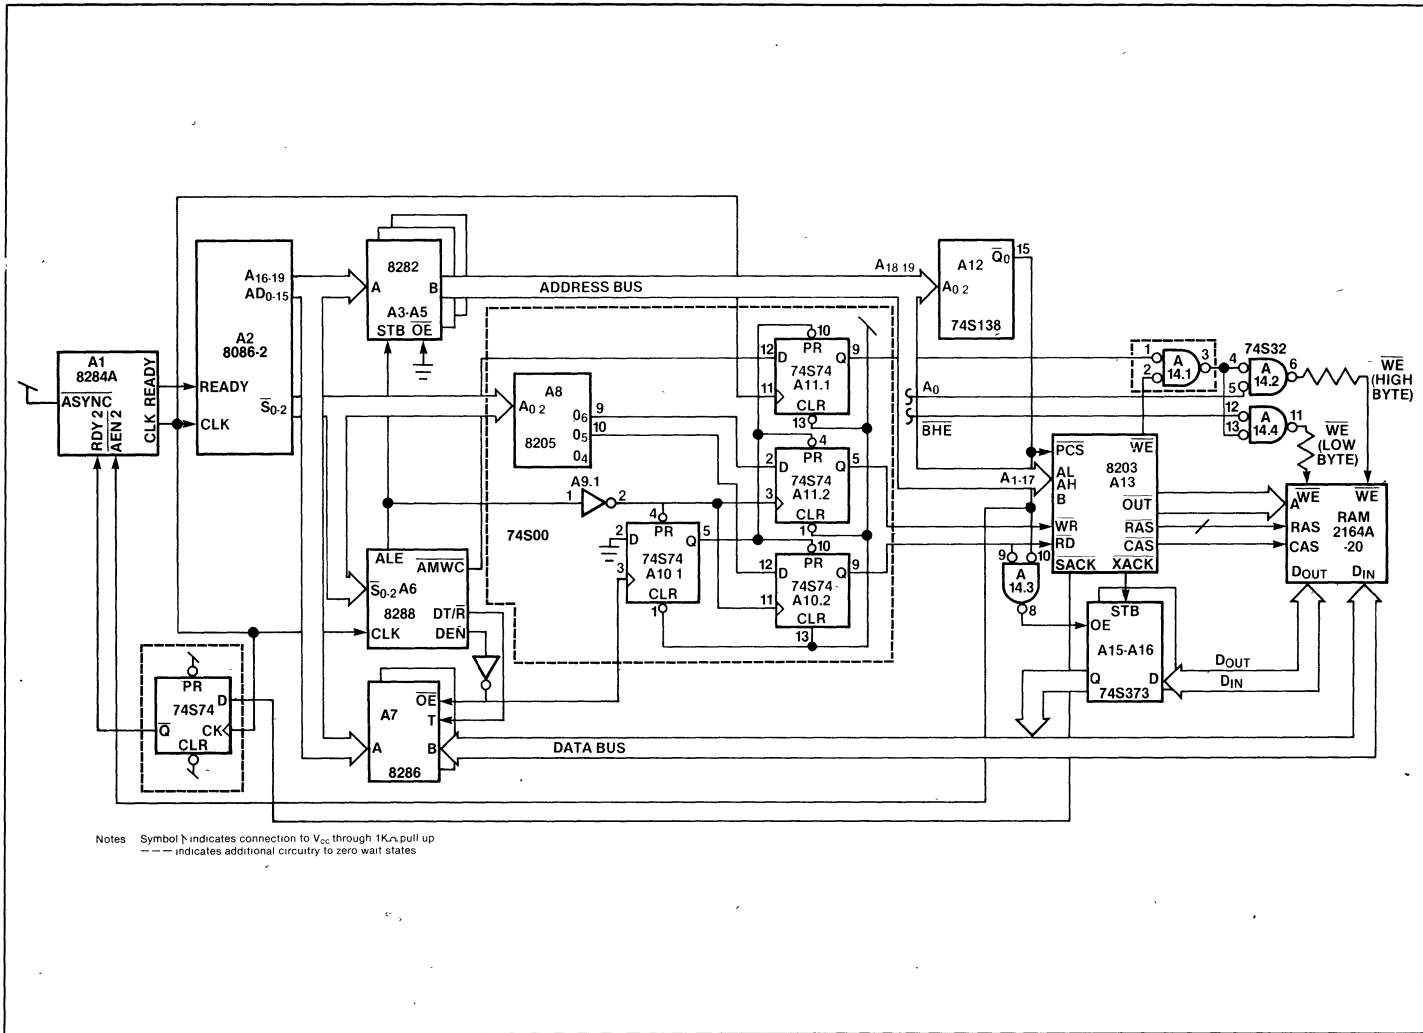 A1
8284A
ASYNC
READY
CLK
RDY 2
AEN 2
A16-19
AD0-15
A2
8086-2
READY
S0-2
CLK
8282
A
B
A3-A5
STB OE
ADDRESS BUS
A8
A0 2
O6
O5
O4
8205
9
10
A9.1
1
2
74S00
ALE
AMWC
S0-2 A6
8288
DT/R
CLK
DEN
A7
OE
T
A
B
8286
DATA BUS
PR
74S74
D
Q
CK
CLR
10
PR
12 D
Q 9
74S74
A11.1
11
CLR
13
4
PR
2 D
Q 5
74S74
A11.2
3
CLR
1
4
PR
2 D
Q 5
74S74
A10 1
3
CLR
1
10
PR
12 D
Q 9
74S74
A10.2
11
CLR
13
A18 19
A12
Q0
15
A0 2
74S138
A0
BHE
A1-17
PCS
WE
8203
A13
AL
AH
B
OUT
WR
RAS
RD
CAS
SACK
XACK
9
10
A
14.3
8
STB
OE
A15-A16
Q
D
74S373
1
2
A
14.1
3
74S32
4
5
A
14.2
6
12
13
A
14.4
11
WE
(HIGH
BYTE)
WE
(LOW
BYTE)
WE
WE
A
RAM
2164A
-20
RAS
CAS
DOUT
DIN
DOUT
DIN
Notes Symbol indicates connection to Vcc through 1KΩ pull up
--- indicates additional circuitry to zero wait states